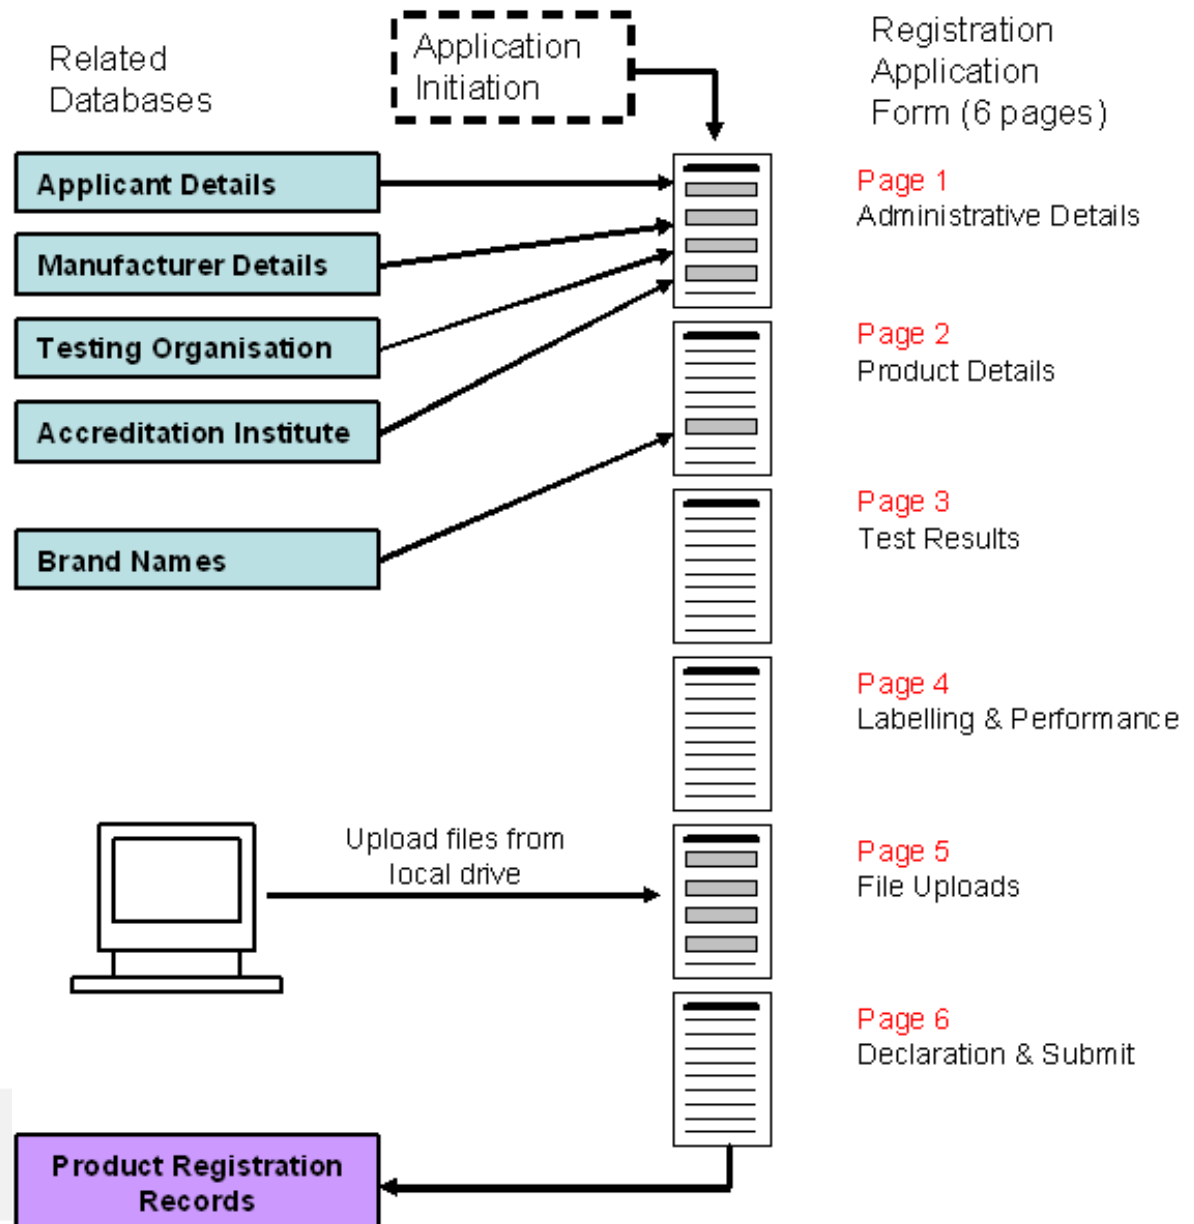 Related
Databases
Application
Initiation
Registration
Application
Form (6 pages)
Applicant Details
Manufacturer Details
Testing Organisation
Accreditation Institute
Brand Names
Page 1
Administrative Details
Page 2
Product Details
Page 3
Test Results
Page 4
Labelling & Performance
Upload files from
local drive
Page 5
File Uploads
Page 6
Declaration & Submit
Product Registration
Records